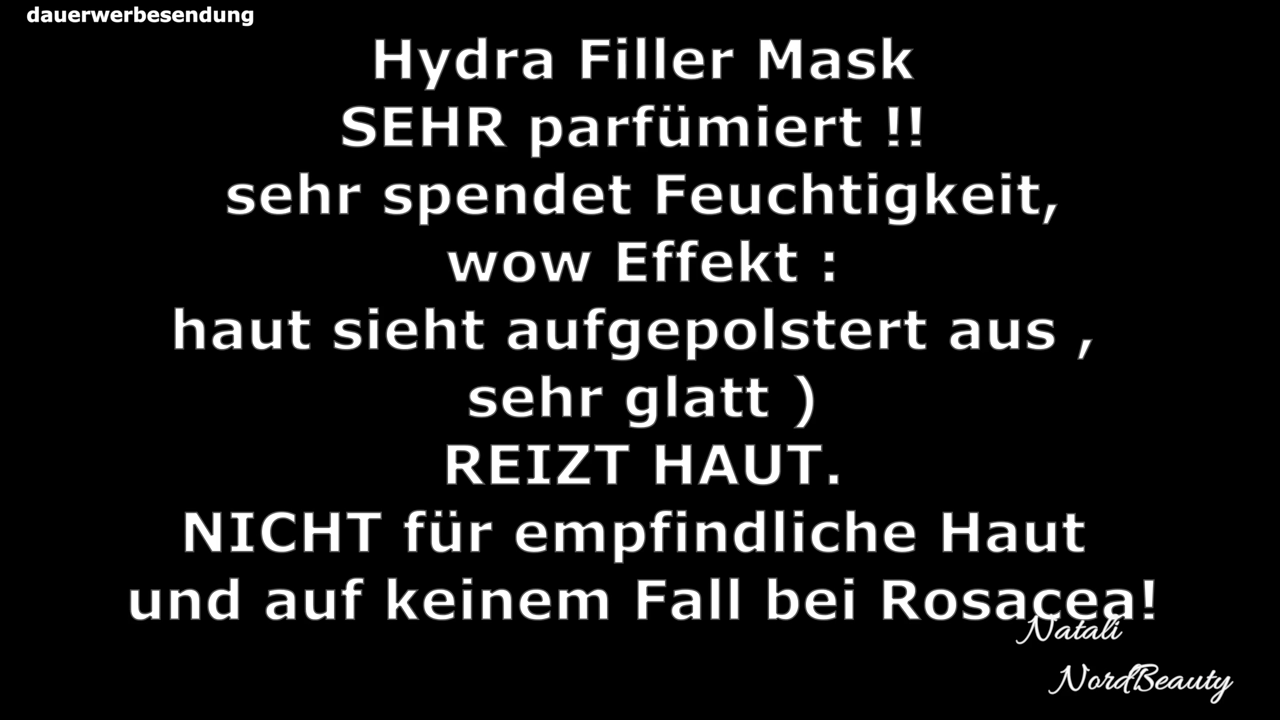 dauerwerbesendung
Hydra Filler Mask
SEHR parfümiert !!
sehr spendet Feuchtigkeit,
wow Effekt :
haut sieht aufgepolstert aus ,
sehr glatt )
REIZT HAUT.
NICHT für empfindliche Haut
und auf keinem Fall bei Rosacea!
Natali
NordBeauty